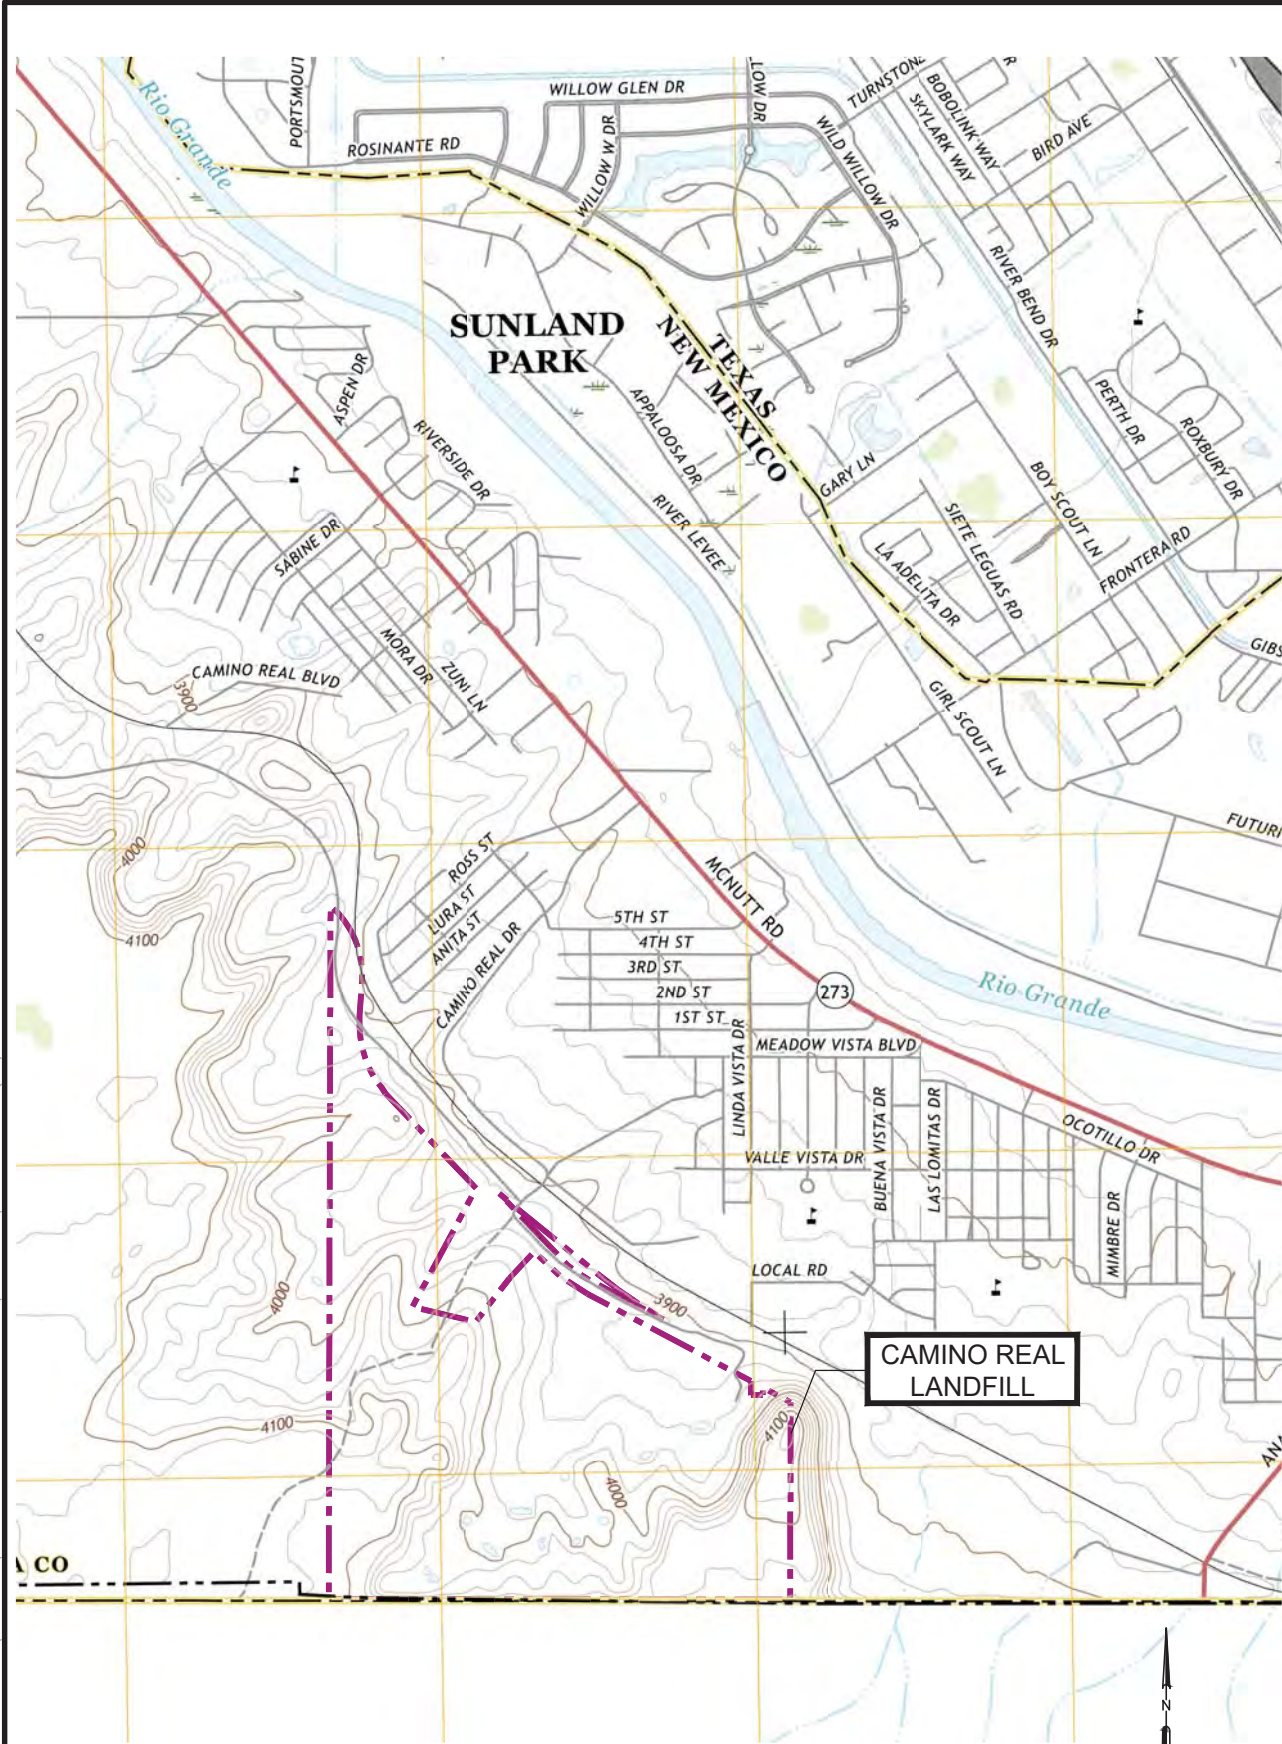 PORTSMOUT
WILLOW GLEN DR
LOW DR
TURNSTONE
BOBOLINK WAY
SKYLARK WAY
BIRD AVE
Rio Grande
ROSINANTE RD
WILLOW W DR
WILD WILLOW DR
RIVER BEND DR
SUNLAND
PARK
TEXAS
NEW MEXICO
ASPEN DR
RIVERSIDE DR
APPALOOSA DR
RIVER LEVEE
GARY LN
PERTH DR
ROXBURY DR
BOY SCOUT LN
SIETE LEGUAS RD
FRONTERA RD
LA ADELITA DR
SABINE DR
MORA DR
ZUNI LN
CAMINO REAL BLVD
3900
GIRL SCOUT LN
GIBS
FUTURI
4000
4100
ROSS ST
LURA ST
ANITA ST
CAMINO REAL DR
MCNUTT RD
273
Rio Grande
5TH ST
4TH ST
3RD ST
2ND ST
1ST ST
MEADOW VISTA BLVD
LINDA VISTA DR
VALLE VISTA DR
BUENA VISTA DR
LAS LOMITAS DR
OCOTILLO DR
MIMBRE DR
LOCAL RD
4000
3900
CAMINO REAL
LANDFILL
4100
4100
4000
ANA
A CO
N